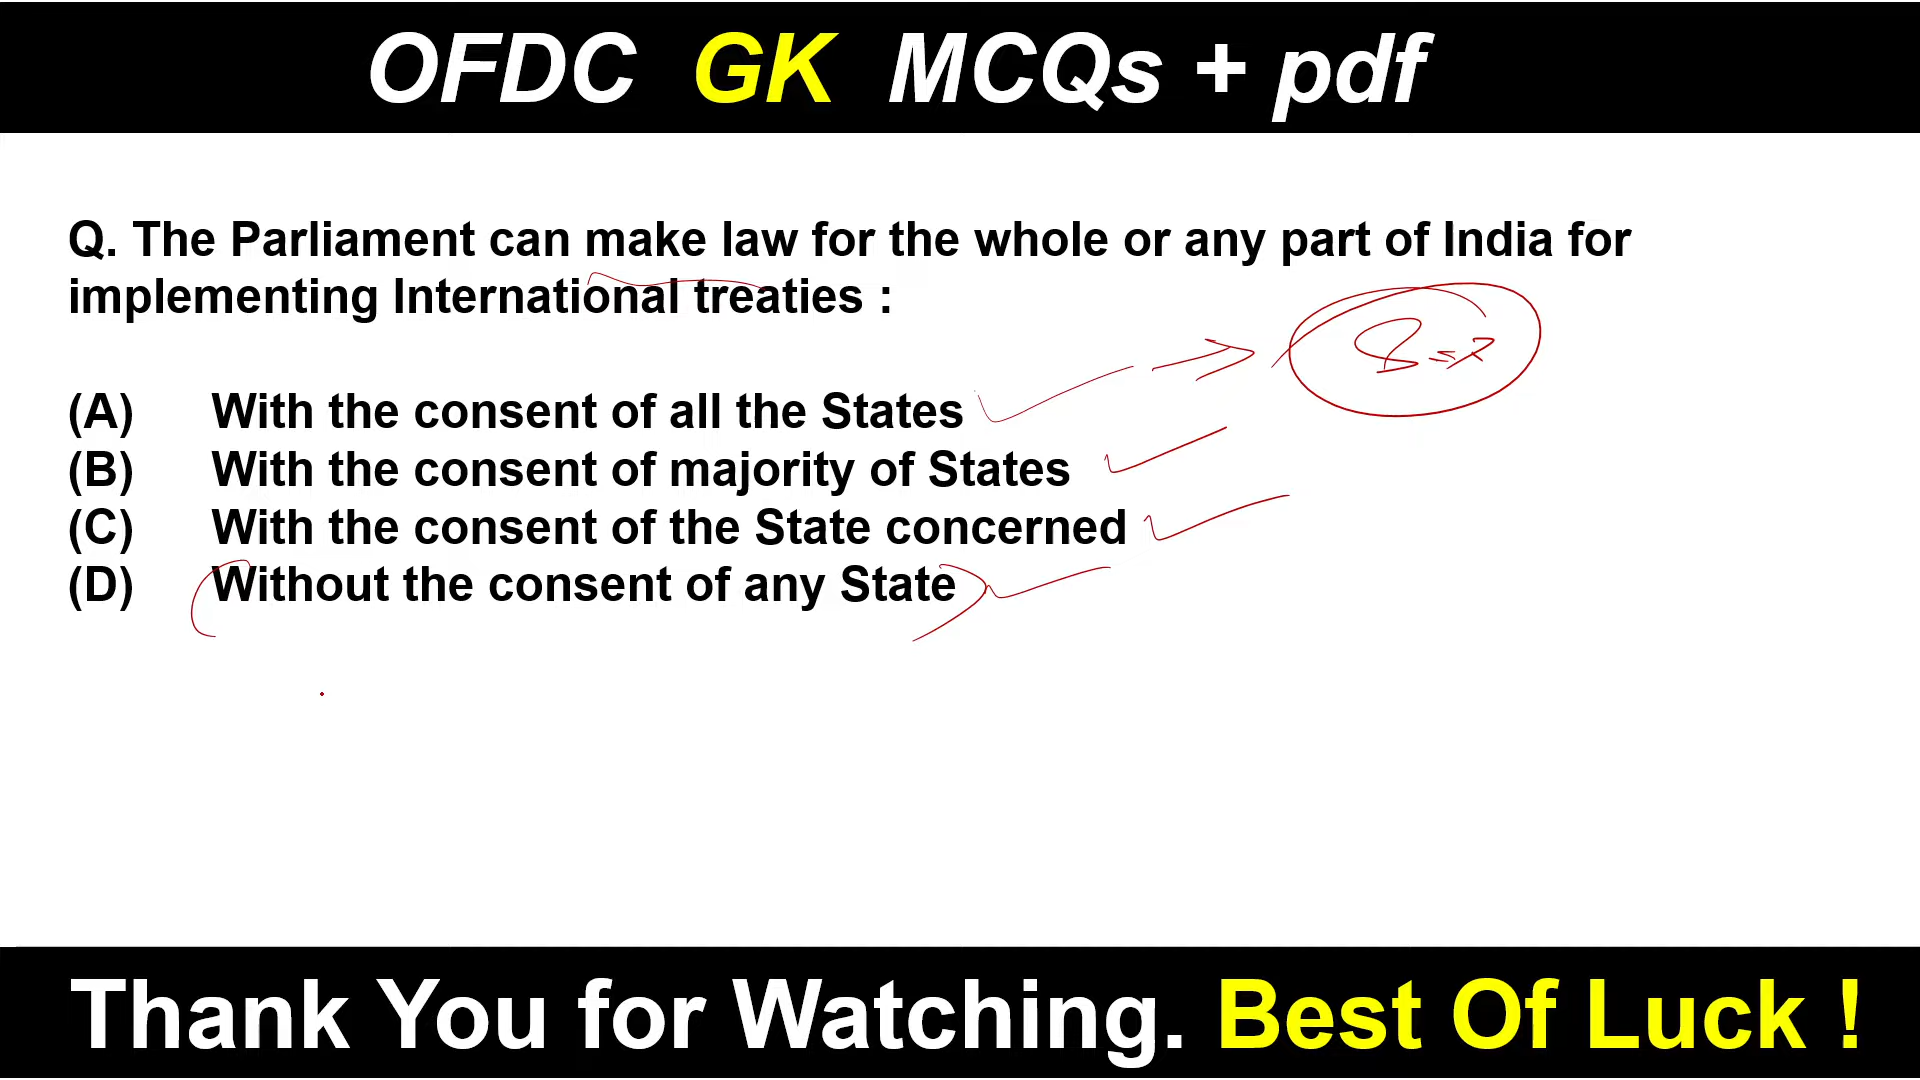 OFDC GK MCQs + pdf
Q. The Parliament can make law for the whole or any part of India for
implementing International treaties :
(A) With the consent of all the States
(B) With the consent of majority of States
(C) With the consent of the State concerned
(D) Without the consent of any State
Thank You for Watching. Best Of Luck !